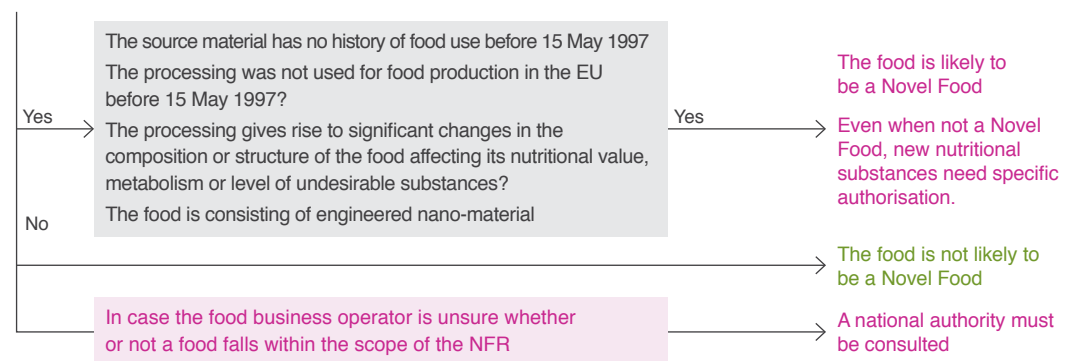 The source material has no history of food use before 15 May 1997
The processing was not used for food production in the EU
before 15 May 1997?
The processing gives rise to significant changes in the
composition or structure of the food affecting its nutritional value,
metabolism or level of undesirable substances?
The food is consisting of engineered nano-material
Yes
Yes
The food is likely to
be a Novel Food
Even when not a Novel
Food, new nutritional
substances need specific
authorisation.
No
The food is not likely to
be a Novel Food
In case the food business operator is unsure whether
or not a food falls within the scope of the NFR
A national authority must
be consulted